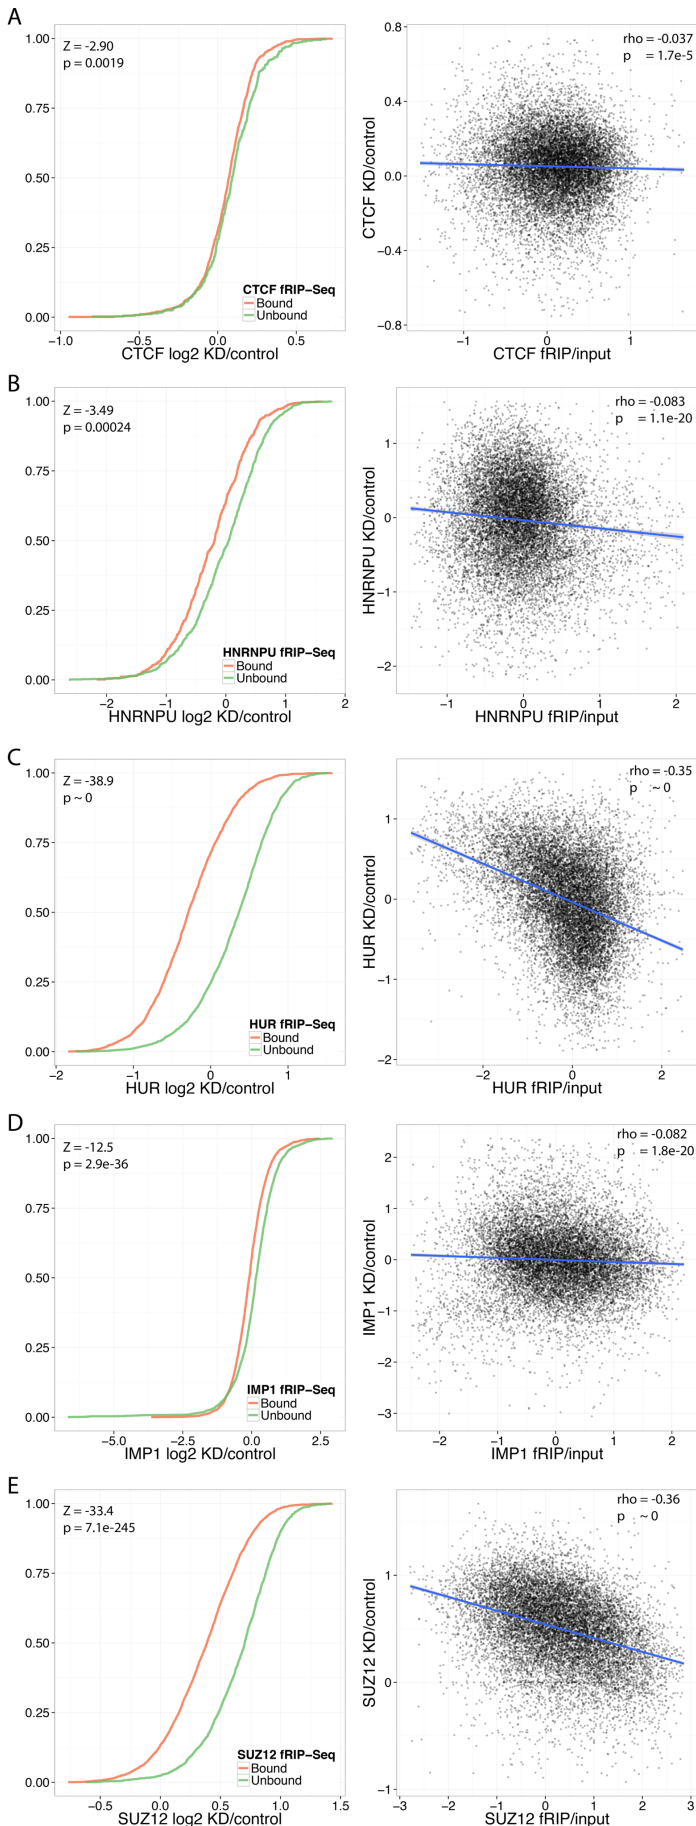 A
Z = -2.90
p = 0.0019
1.00
0.75
0.50
0.25
0.00
CTCF fRIP–Seq
Bound
Unbound
−1.0 −0.5 0.0 0.5
CTCF log2 KD/control
rho = -0.037
p = 1.7e-5
0.8
0.4
0.0
−0.4
−0.8
CTCF KD/control
−1 0 1
CTCF fRIP/input
B
Z = -3.49
p = 0.00024
1.00
0.75
0.50
0.25
0.00
HNRNPU fRIP–Seq
Bound
Unbound
−2 −1 0 1 2
HNRNPU log2 KD/control
rho = -0.083
p = 1.1e-20
1
0
−1
−2
HNRNPU KD/control
−1 0 1 2
HNRNPU fRIP/input
C
Z = -38.9
p ~ 0
1.00
0.75
0.50
0.25
0.00
HUR fRIP–Seq
Bound
Unbound
−2 −1 0 1
HUR log2 KD/control
rho = -0.35
p ~ 0
1
0
−1
−2
HUR KD/control
−2 0 2
HUR fRIP/input
D
Z = -12.5
p = 2.9e-36
1.00
0.75
0.50
0.25
0.00
IMP1 fRIP–Seq
Bound
Unbound
−5.0 −2.5 0.0 2.5
IMP1 log2 KD/control
rho = -0.082
p = 1.8e-20
2
1
0
−1
−2
−3
IMP1 KD/control
−2 −1 0 1 2
IMP1 fRIP/input
E
Z = -33.4
p = 7.1e-245
1.00
0.75
0.50
0.25
0.00
SUZ12 fRIP–Seq
Bound
Unbound
−0.5 0.0 0.5 1.0 1.5
SUZ12 log2 KD/control
rho = -0.36
p ~ 0
1
0
−1
SUZ12 KD/control
−3 −2 −1 0 1 2 3
SUZ12 fRIP/input